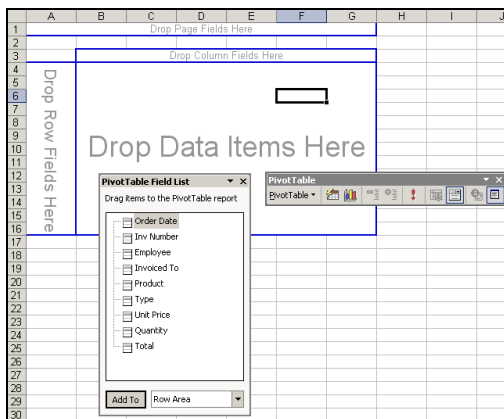 A B C D E F G H I J
1 Drop Page Fields Here
2
3 Drop Column Fields Here
4
5
6
7
8
9
10
11
12
13
14
15
16
17
18
19
20
21
22
23
24
25
26
27
28
29
30
Drop Row Fields Here
Drop Data Items Here
PivotTable Field List
Drag items to the PivotTable report
Order Date
Inv Number
Employee
Invoiced To
Product
Type
Unit Price
Quantity
Total
Add To Row Area
PivotTable
PivotTable